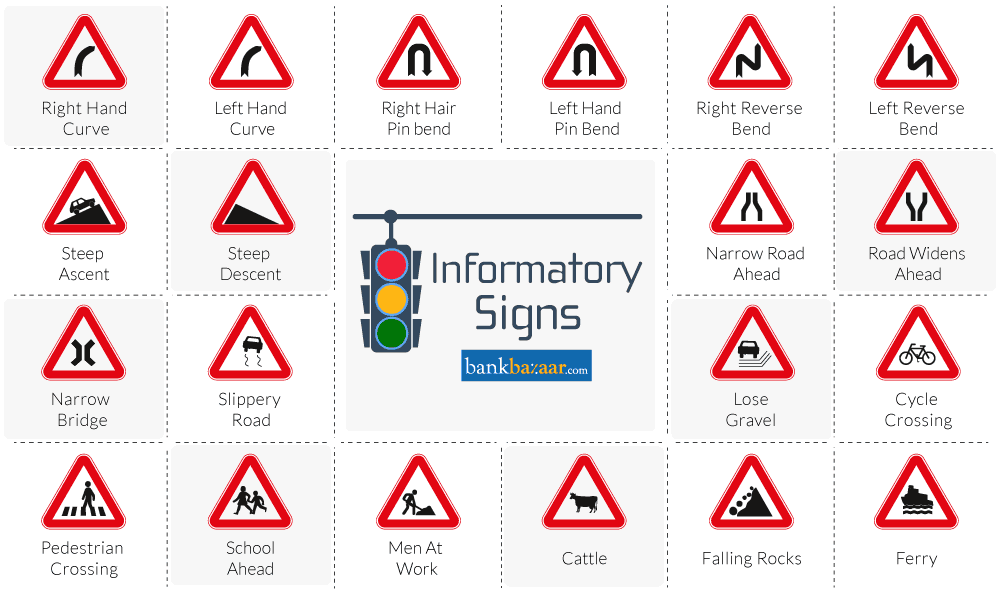 Right Hand
Curve
Left Hand
Curve
Right Hair
Pin bend
Left Hand
Pin Bend
Right Reverse
Bend
Left Reverse
Bend
Steep
Ascent
Steep
Descent
Informatory
Signs
bankbazaar.com
Narrow Road
Ahead
Road Widens
Ahead
Narrow
Bridge
Slippery
Road
Lose
Gravel
Cycle
Crossing
Pedestrian
Crossing
School
Ahead
Men At
Work
Cattle
Falling Rocks
Ferry